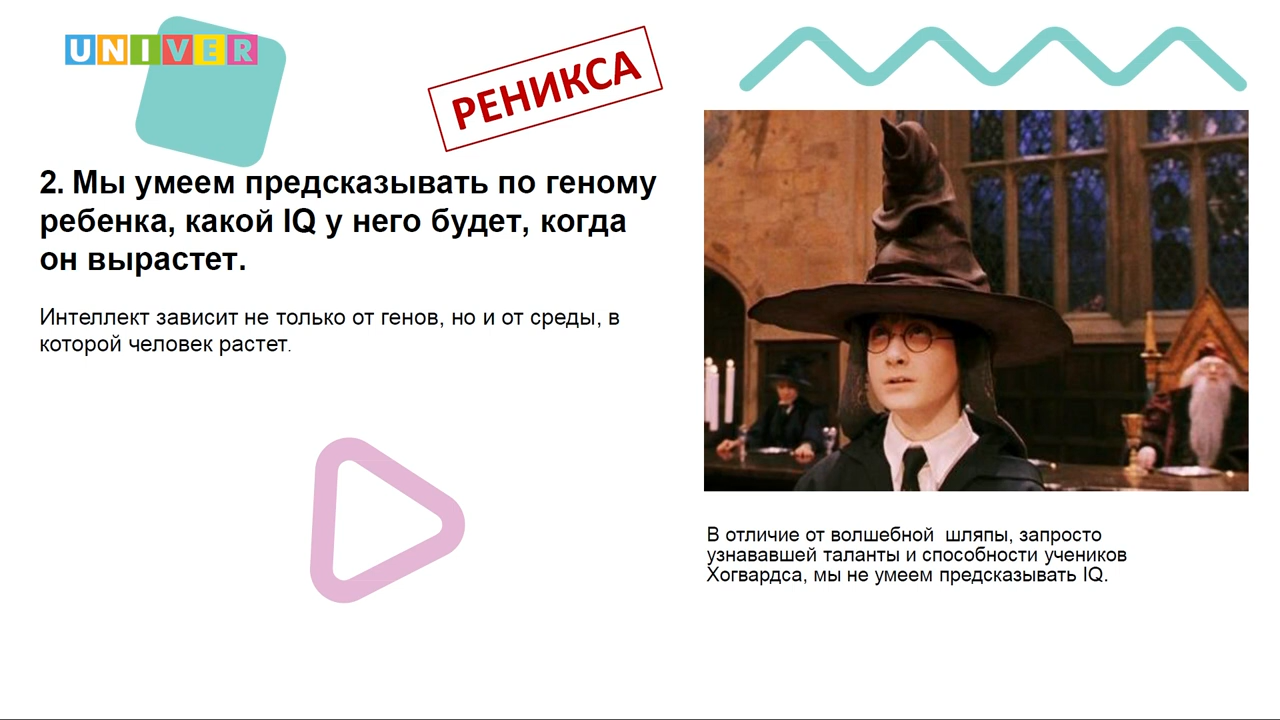 UNIVER
РЕНИКСА
2. Мы умеем предсказывать по геному
ребенка, какой IQ у него будет, когда
он вырастет.
Интеллект зависит не только от генов, но и от среды, в
которой человек растет.
В отличие от волшебной шляпы, запросто
узнававшей таланты и способности учеников
Хогвардса, мы не умеем предсказывать IQ.